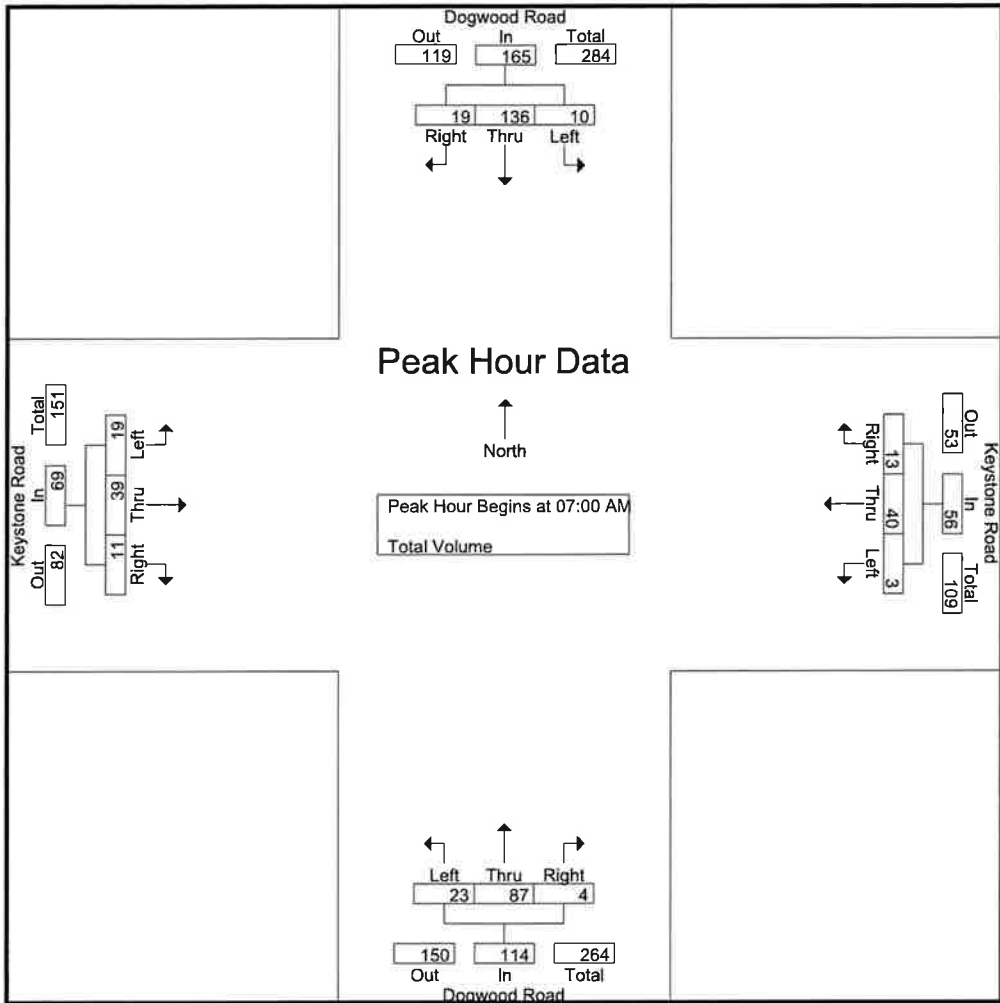 Dogwood Road
Out In Total
119 165 284
19 136 10
Right Thru Left
Peak Hour Data
North
Peak Hour Begins at 07:00 AM
Total Volume
Keystone Road
Total In Out
151 69 82
19 39 11
Left Thru Right
Keystone Road
Out In Total
53 56 109
13 40 3
Right Thru Left
Left Thru Right
23 87 4
150 114 264
Out In Total
Dogwood Road